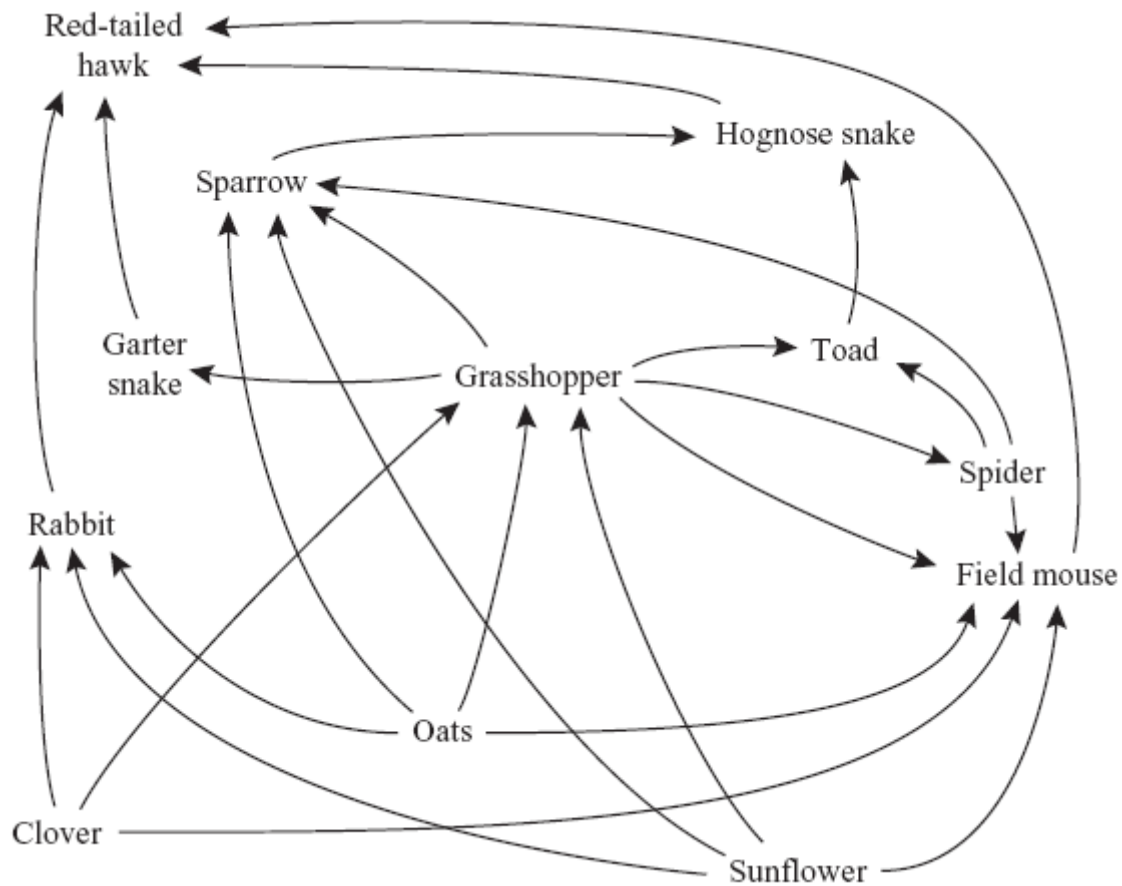 Red-tailed
hawk
Hognose snake
Sparrow
Garter
snake
Toad
Grasshopper
Spider
Rabbit
Field mouse
Oats
Clover
Sunflower